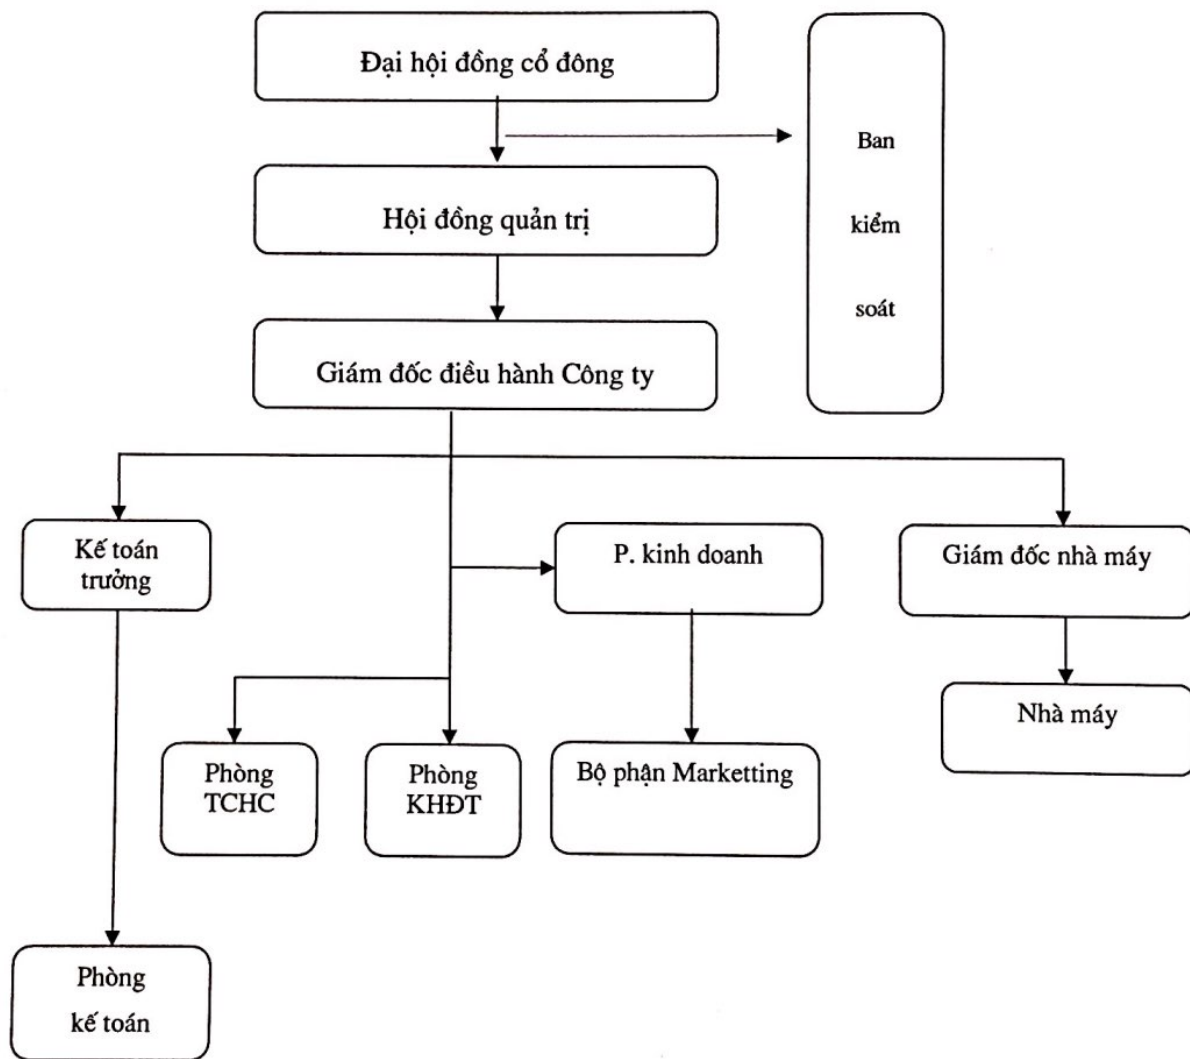 Đại hội đồng cổ đông
Ban
kiểm
soát
Hội đồng quản trị
Giám đốc điều hành Công ty
Kế toán
trưởng
P. kinh doanh
Giám đốc nhà máy
Nhà máy
Phòng
TCHC
Phòng
KHĐT
Bộ phận Marketting
Phòng
kế toán